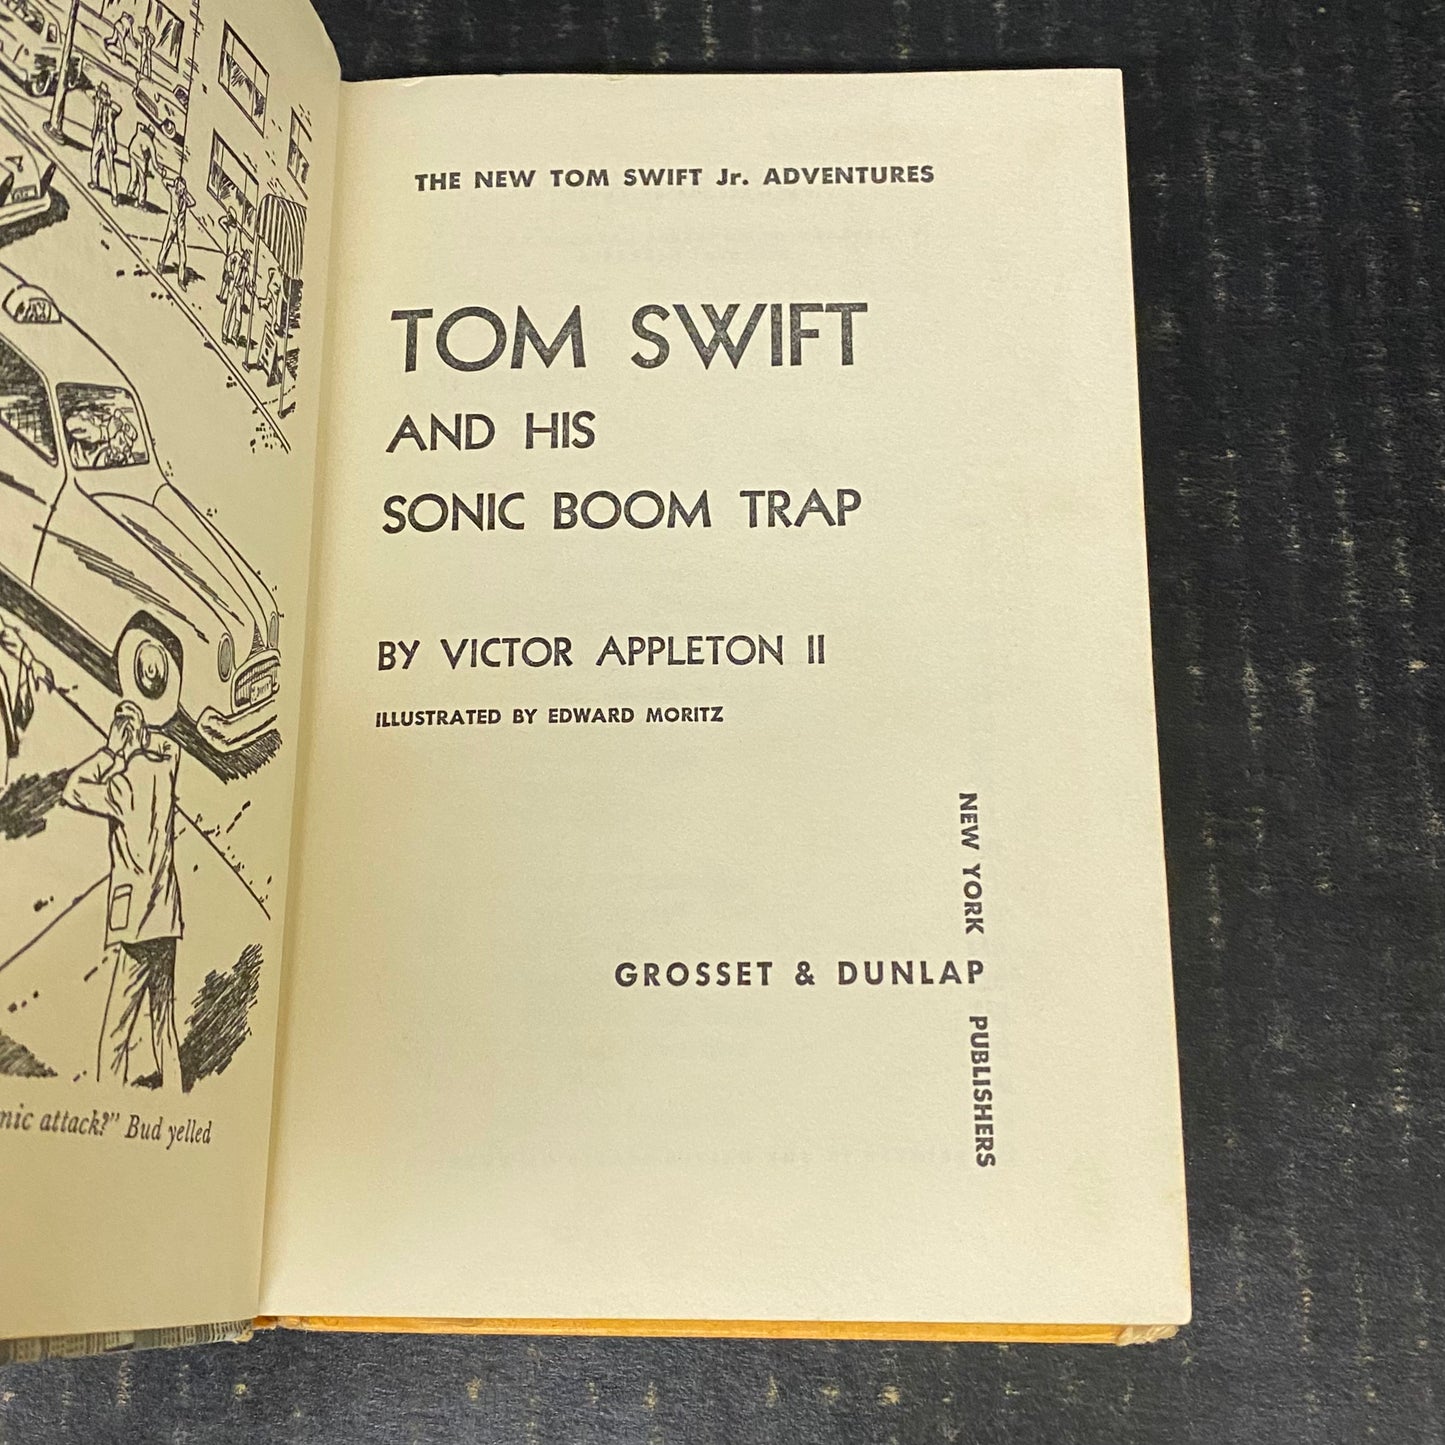 THE NEW TOM SWIFT Jr. ADVENTURES
TOM SWIFT
AND HIS
SONIC BOOM TRAP
BY VICTOR APPLETON II
ILLUSTRATED BY EDWARD MORITZ
NEW YORK
GROSSET & DUNLAP
PUBLISHERS
nic attack?" Bud yelled